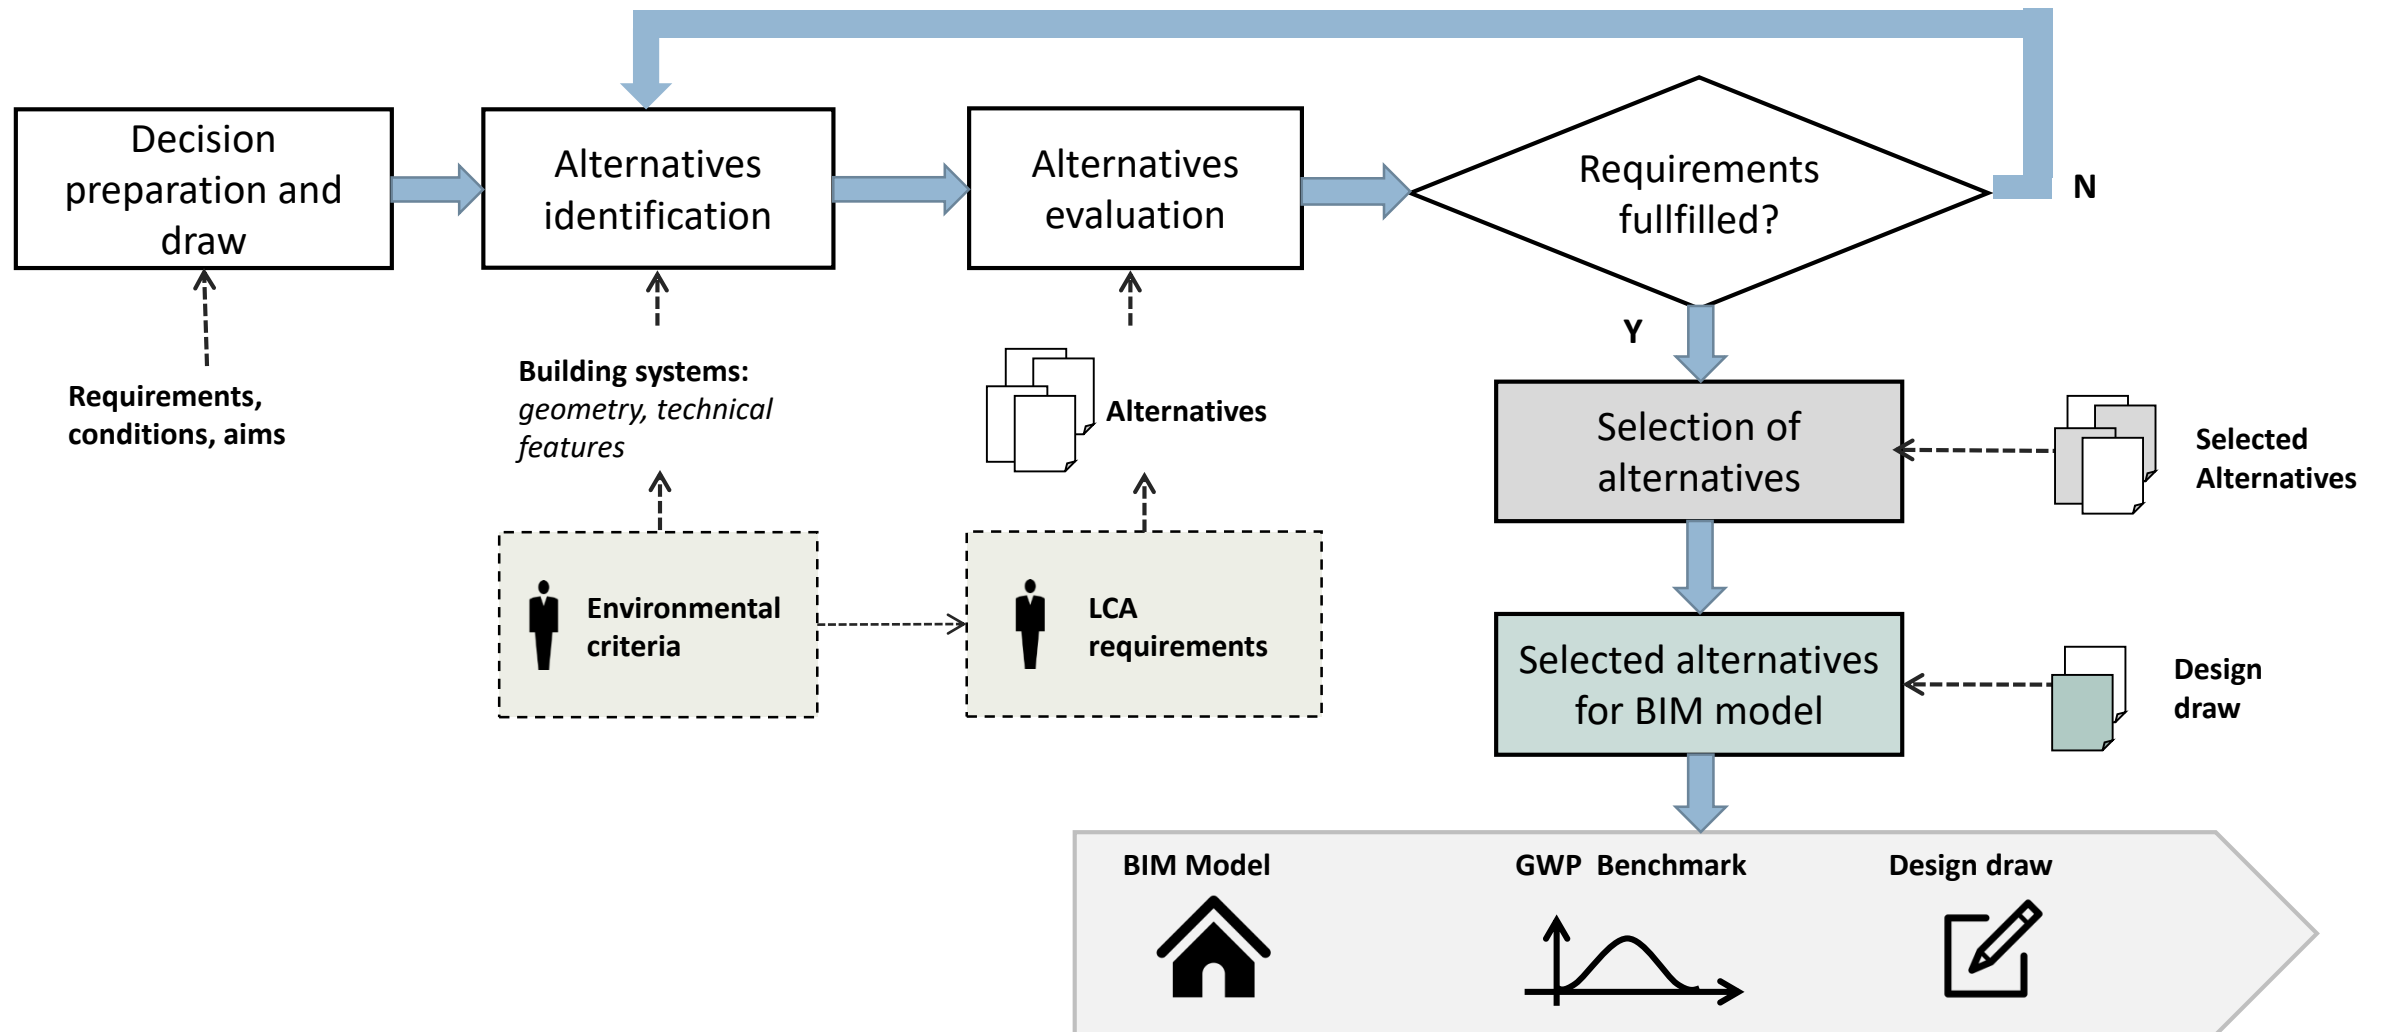 Decision
preparation and
draw
Alternatives
identification
Alternatives
evaluation
Requirements
fullfilled?
N
Y
Requirements,
conditions, aims
Building systems:
geometry, technical
features
Alternatives
Selection of
alternatives
Selected
Alternatives
Environmental
criteria
LCA
requirements
Selected alternatives
for BIM model
Design
draw
BIM Model
GWP  Benchmark
Design draw